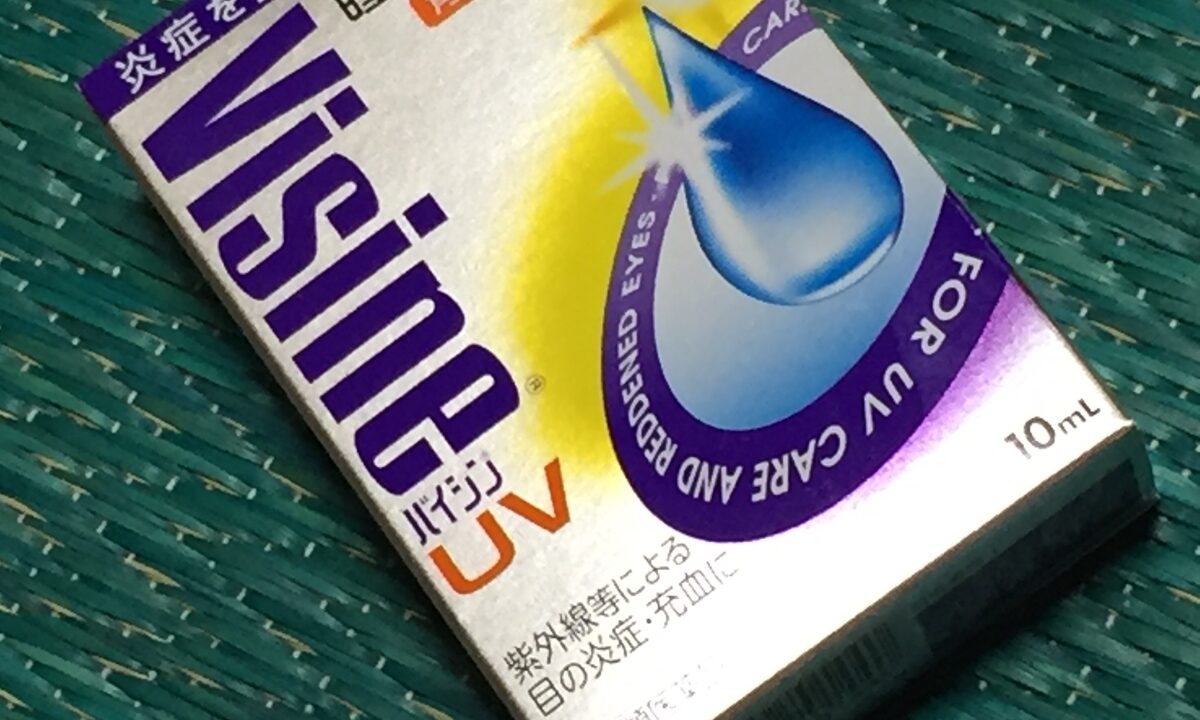 炎症を
Visine®
バイシン
UV
FOR UV CARE AND REDDENED EYES
CAR
10mL
紫外線等による
目の炎症・充血に